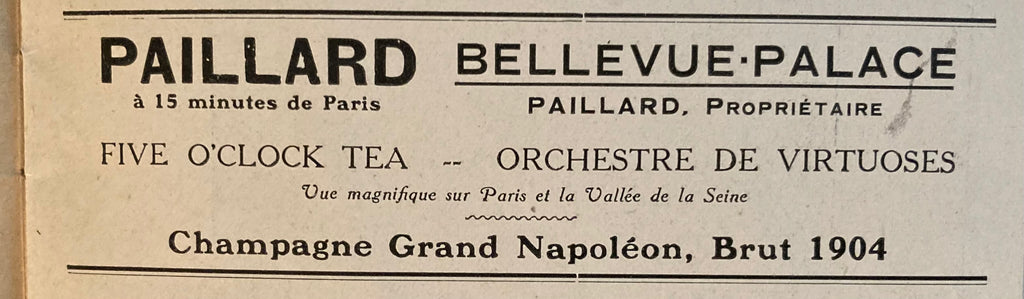 PAILLARD
à 15 minutes de Paris
BELLEVUE·PALACE
PAILLARD, PROPRIÉTAIRE
FIVE O'CLOCK TEA -- ORCHESTRE DE VIRTUOSES
Vue magnifique sur Paris et la Vallée de la Seine
Champagne Grand Napoléon, Brut 1904